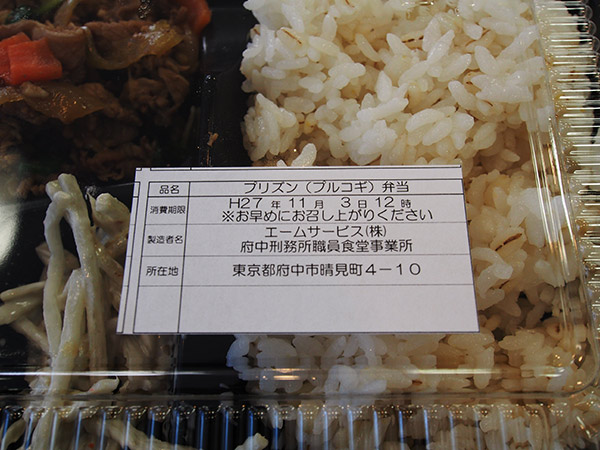 品名 プリズン(プルコギ)弁当
消費期限 H27 年 11 月 3 日 12 時
※お早めにお召し上がりください
製造者名 エームサービス(株)
府中刑務所職員食堂事業所
所在地 東京都府中市晴見町4-10